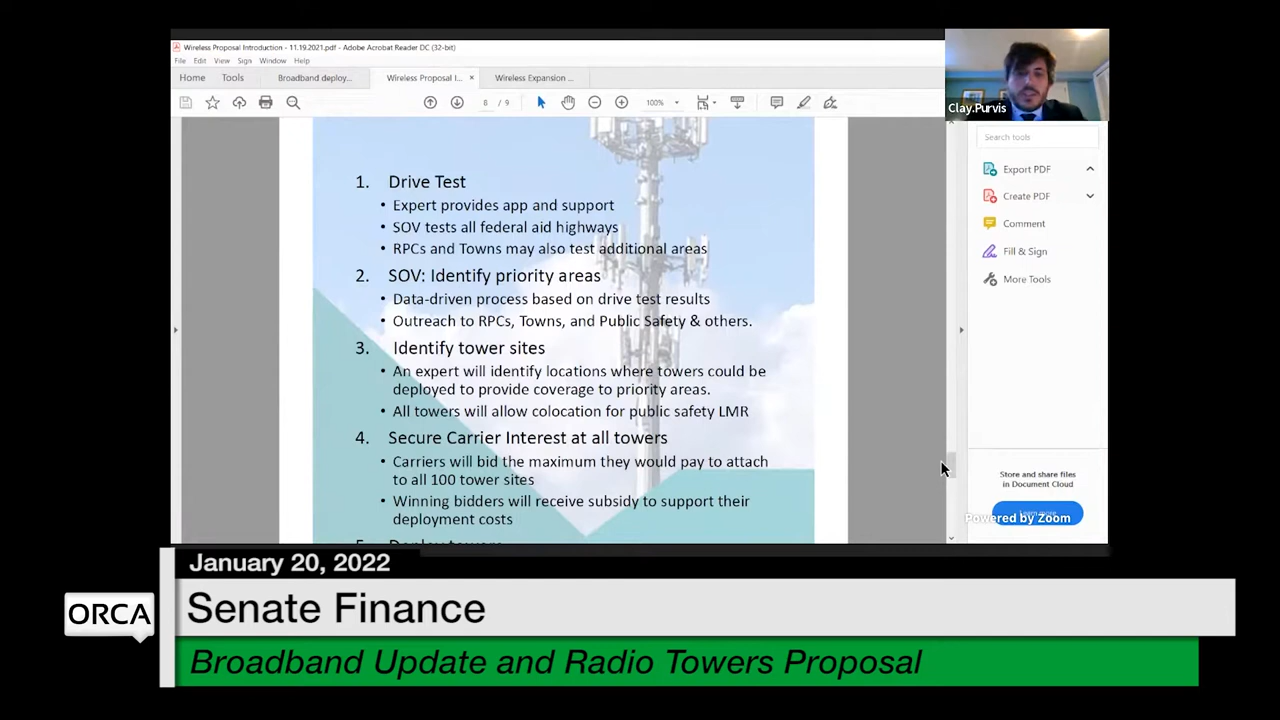 Wireless Proposal Introduction - 11.19.2021.pdf - Adobe Acrobat Reader DC (32-bit)
File Edit View Sign Window Help
Home Tools Broadband deploy... Wireless Proposal I... × Wireless Expansion ...
8 / 9 100%
Clay.Purvis
Search tools
Export PDF
Create PDF
Comment
Fill & Sign
More Tools
1. Drive Test
• Expert provides app and support
• SOV tests all federal aid highways
• RPCs and Towns may also test additional areas
2. SOV: Identify priority areas
• Data-driven process based on drive test results
• Outreach to RPCs, Towns, and Public Safety & others.
3. Identify tower sites
• An expert will identify locations where towers could be
deployed to provide coverage to priority areas.
• All towers will allow colocation for public safety LMR
4. Secure Carrier Interest at all towers
• Carriers will bid the maximum they would pay to attach
to all 100 tower sites
• Winning bidders will receive subsidy to support their
deployment costs
5. Deploy towers
Store and share files
in Document Cloud
Powered by Zoom
January 20, 2022
ORCA
Senate Finance
Broadband Update and Radio Towers Proposal